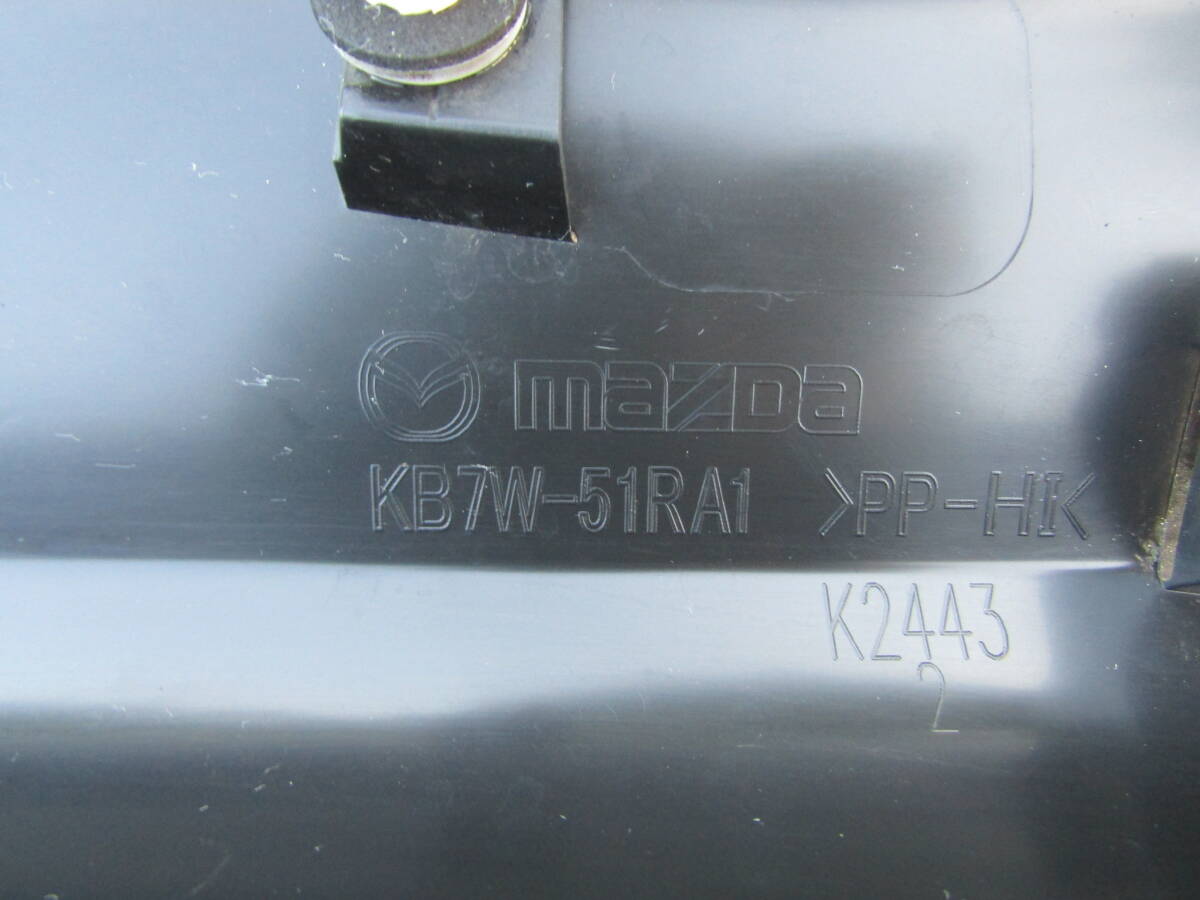 mazda
KB7W-51RA1 >PP-HI<
K2443
2